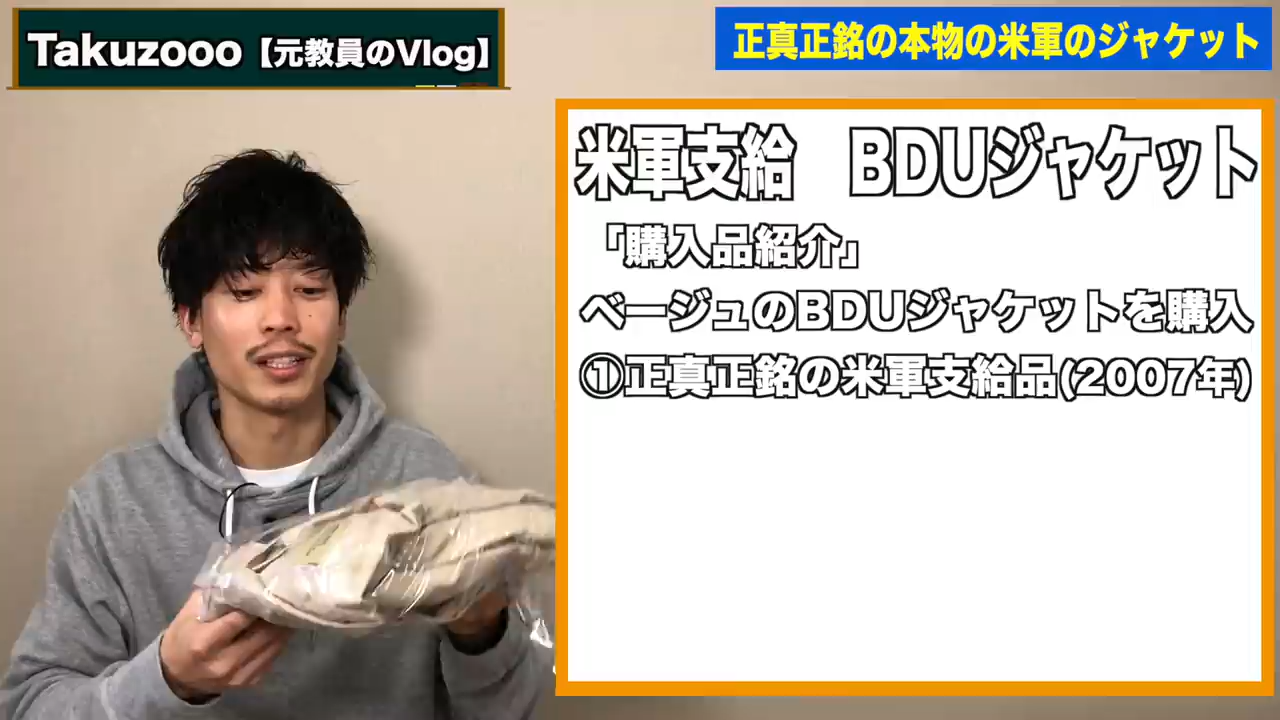 Takuzooo【元教員のVlog】
正真正銘の本物の米軍のジャケット
米軍支給　BDUジャケット
「購入品紹介」
ベージュのBDUジャケットを購入
①正真正銘の米軍支給品(2007年)